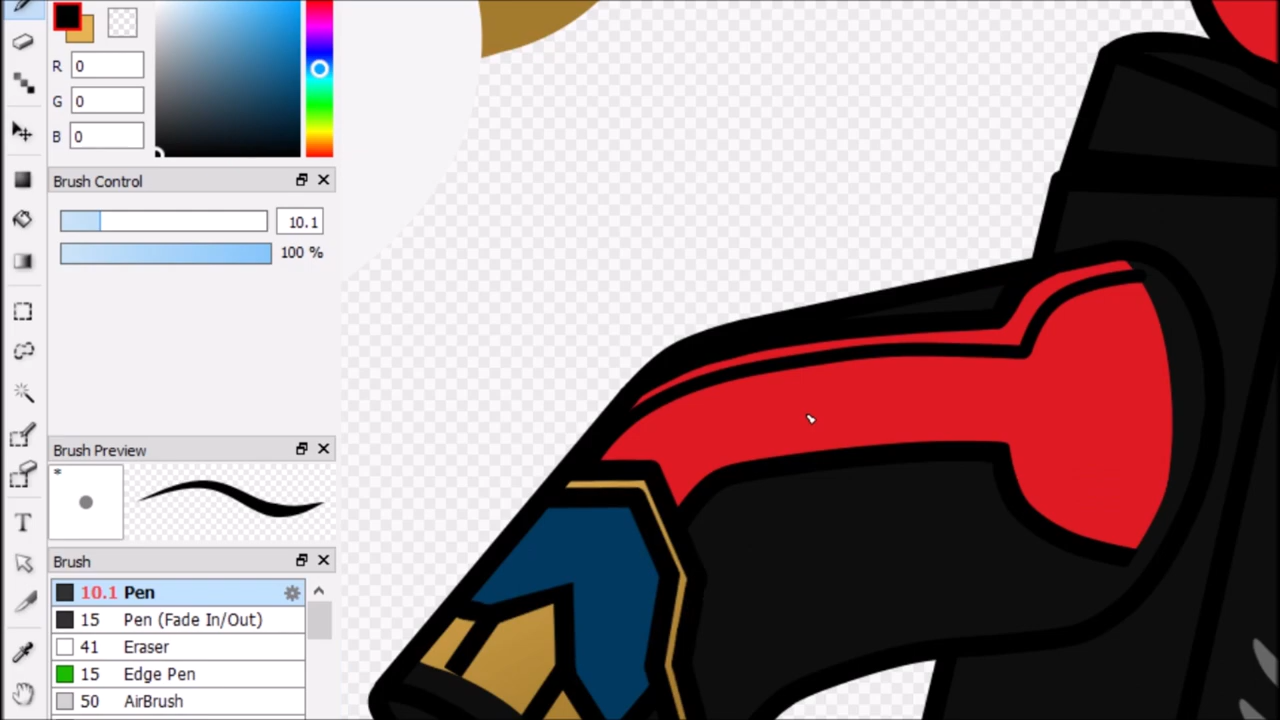 R 0
G 0
B 0
Brush Control
10.1
100 %
Brush Preview
*
Brush
10.1 Pen
15 Pen (Fade In/Out)
41 Eraser
15 Edge Pen
50 AirBrush
T